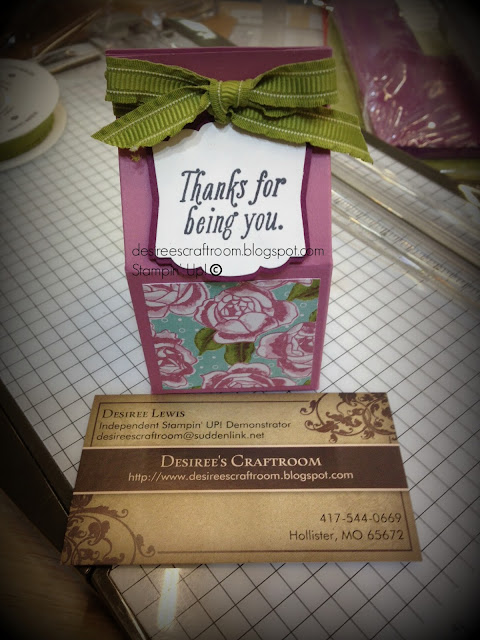 Thanks for
being you.
desireescraftroom.blogspot.com
Stampin' Up! ©
Desiree Lewis
Independent Stampin' UP! Demonstrator
desireescraftroom@suddenlink.net
Desiree's Craftroom
http://www.desireescraftroom.blogspot.com
417-544-0669
Hollister, MO 65672